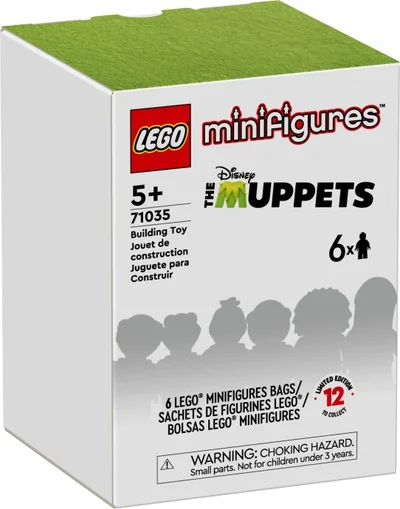 LEGO minifigures™
5+
71035
Building Toy
Jouet de
construction
Juguete para
Construir
Disney
THE MUPPETS
6x
6 LEGO® MINIFIGURES BAGS/
SACHETS DE FIGURINES LEGO®/
BOLSAS LEGO® MINIFIGURES
LIMITED EDITION
12
TO COLLECT
WARNING: CHOKING HAZARD.
Small parts. Not for children under 3 years.